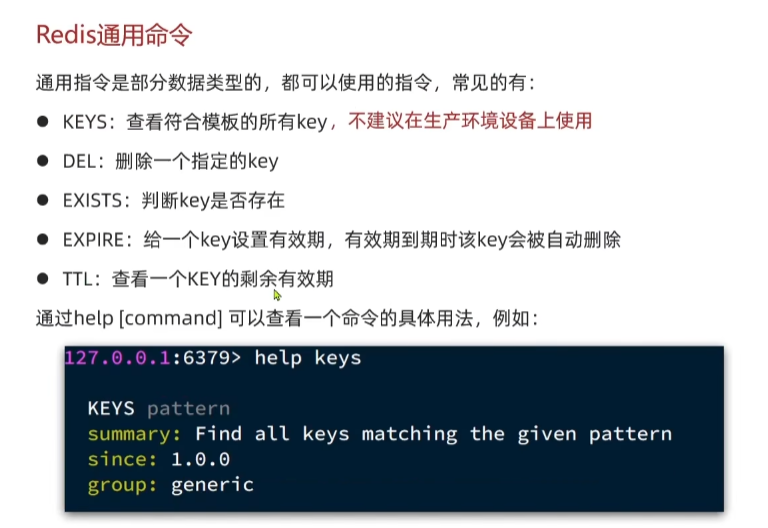 Redis通用命令
通用指令是部分数据类型的，都可以使用的指令，常见的有：
● KEYS：查看符合模板的所有key，不建议在生产环境设备上使用
● DEL：删除一个指定的key
● EXISTS：判断key是否存在
● EXPIRE：给一个key设置有效期，有效期到期时该key会被自动删除
● TTL：查看一个KEY的剩余有效期
通过help [command] 可以查看一个命令的具体用法，例如：
127.0.0.1:6379> help keys
KEYS pattern
summary: Find all keys matching the given pattern
since: 1.0.0
group: generic